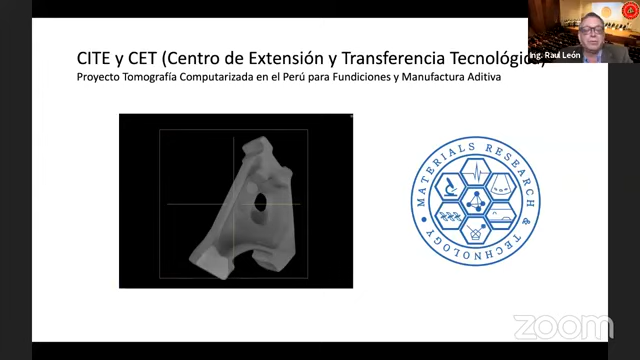 CITE y CET (Centro de Extensión y Transferencia Tecnológica)
Ing. Raul León
Proyecto Tomografía Computarizada en el Perú para Fundiciones y Manufactura Aditiva
MATERIALS RESEARCH & TECHNOLOGY
zoom